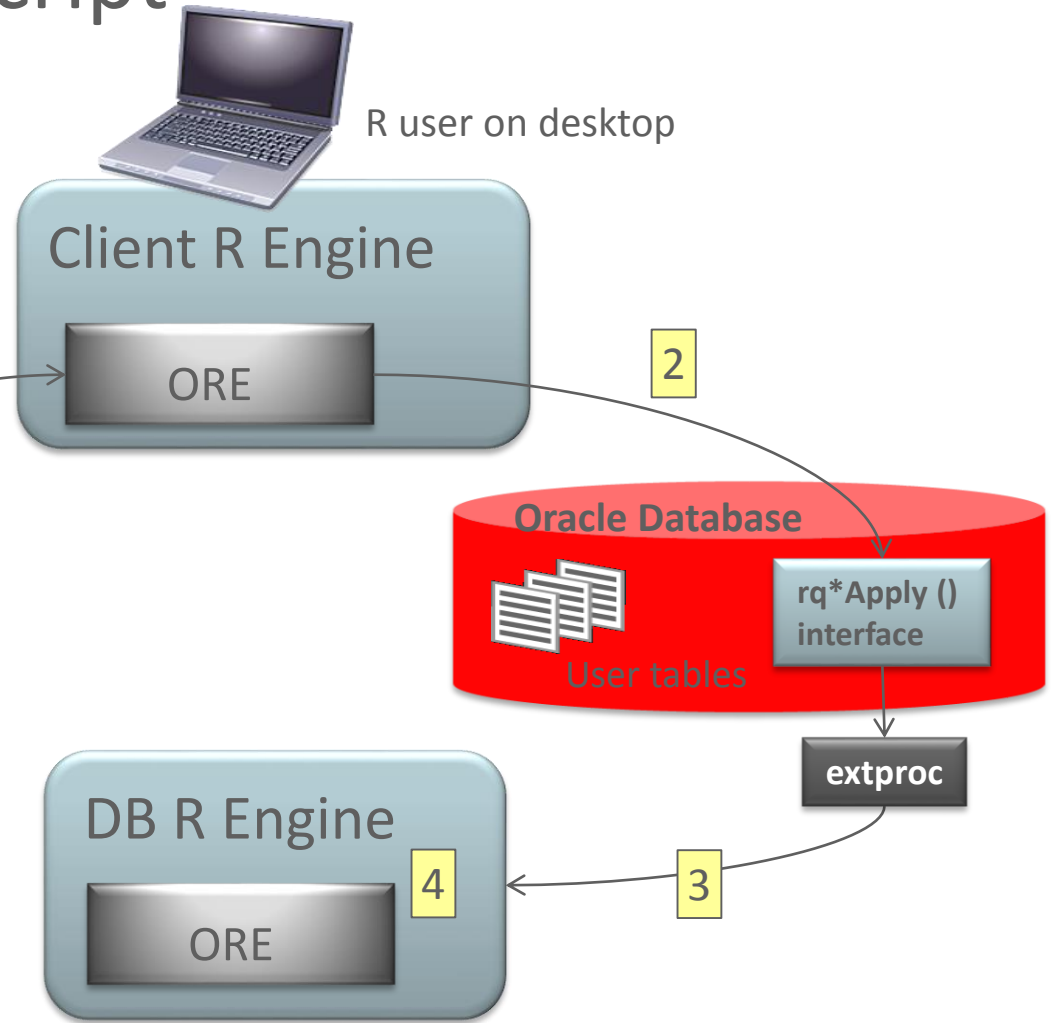 R user on desktop
Client R Engine
ORE
2
Oracle Database
rq*Apply ()
interface
User tables
extproc
DB R Engine
4
3
ORE